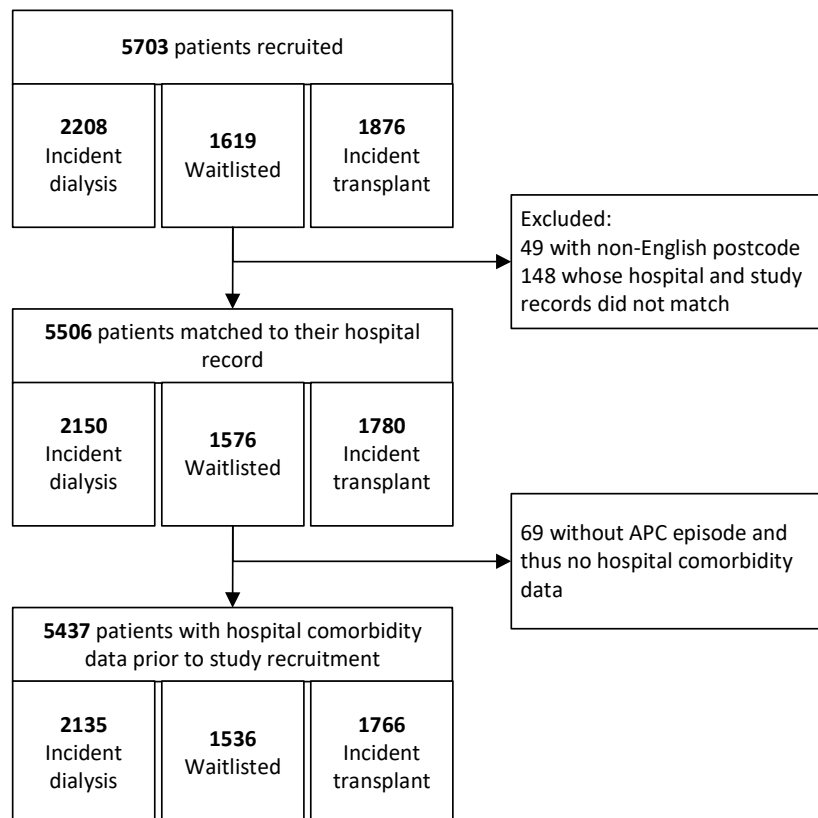 5703 patients recruited
2208
Incident
dialysis
1619
Waitlisted
1876
Incident
transplant
Excluded:
49 with non-English postcode
148 whose hospital and study
records did not match
5506 patients matched to their hospital
record
2150
Incident
dialysis
1576
Waitlisted
1780
Incident
transplant
69 without APC episode and
thus no hospital comorbidity
data
5437 patients with hospital comorbidity
data prior to study recruitment
2135
Incident
dialysis
1536
Waitlisted
1766
Incident
transplant